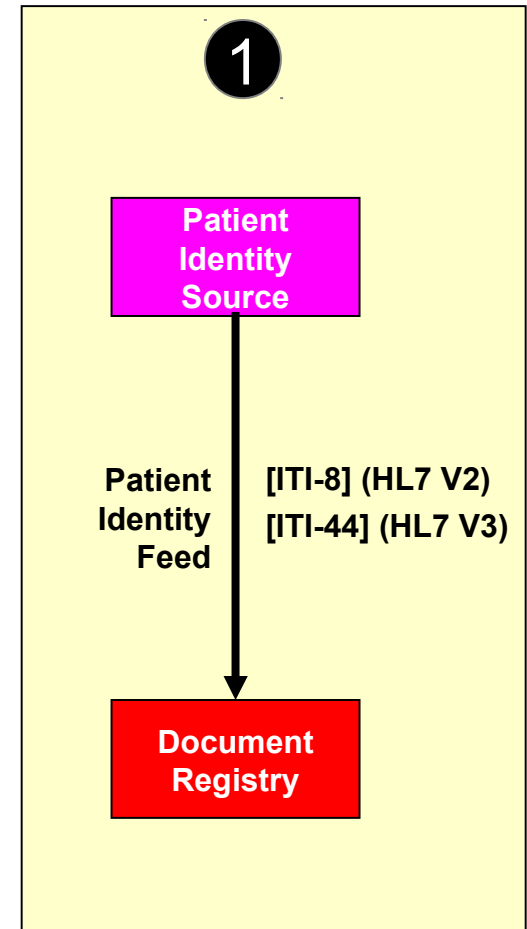 1
Patient
Identity
Source
Patient
Identity
Feed
[ITI-8] (HL7 V2)
[ITI-44] (HL7 V3)
Document
Registry